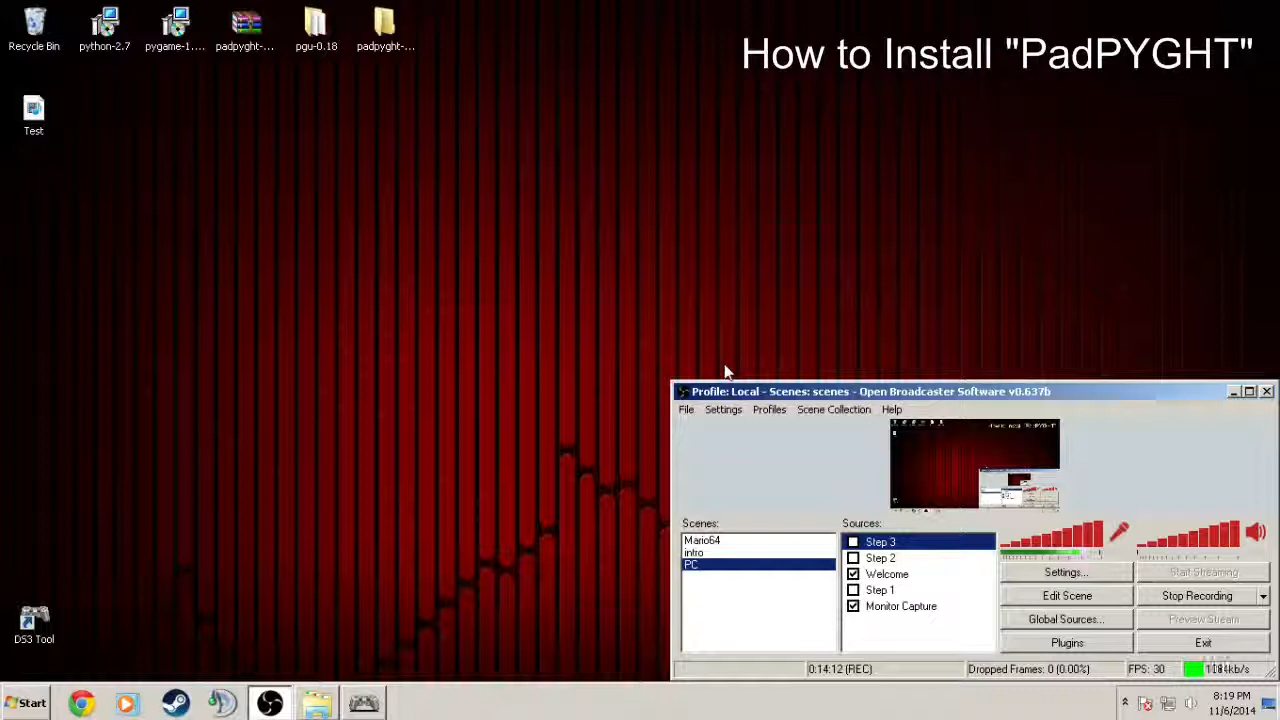 Recycle Bin
python-2.7
pygame-1....
padpyght-...
pgu-0.18
padpyght-...
How to Install "PadPYGHT"
Test
DS3 Tool
Profile: Local - Scenes: scenes - Open Broadcaster Software v0.637b
File Settings Profiles Scene Collection Help
Scenes:
Mario64
intro
PC
Sources:
Step 3
Step 2
Welcome
Step 1
Monitor Capture
Settings...
Start Streaming
Edit Scene
Stop Recording
Global Sources...
Preview Stream
Plugins
Exit
0:14:12 (REC)
Dropped Frames: 0 (0.00%)
FPS: 30
1184kb/s
Start
8:19 PM
11/6/2014